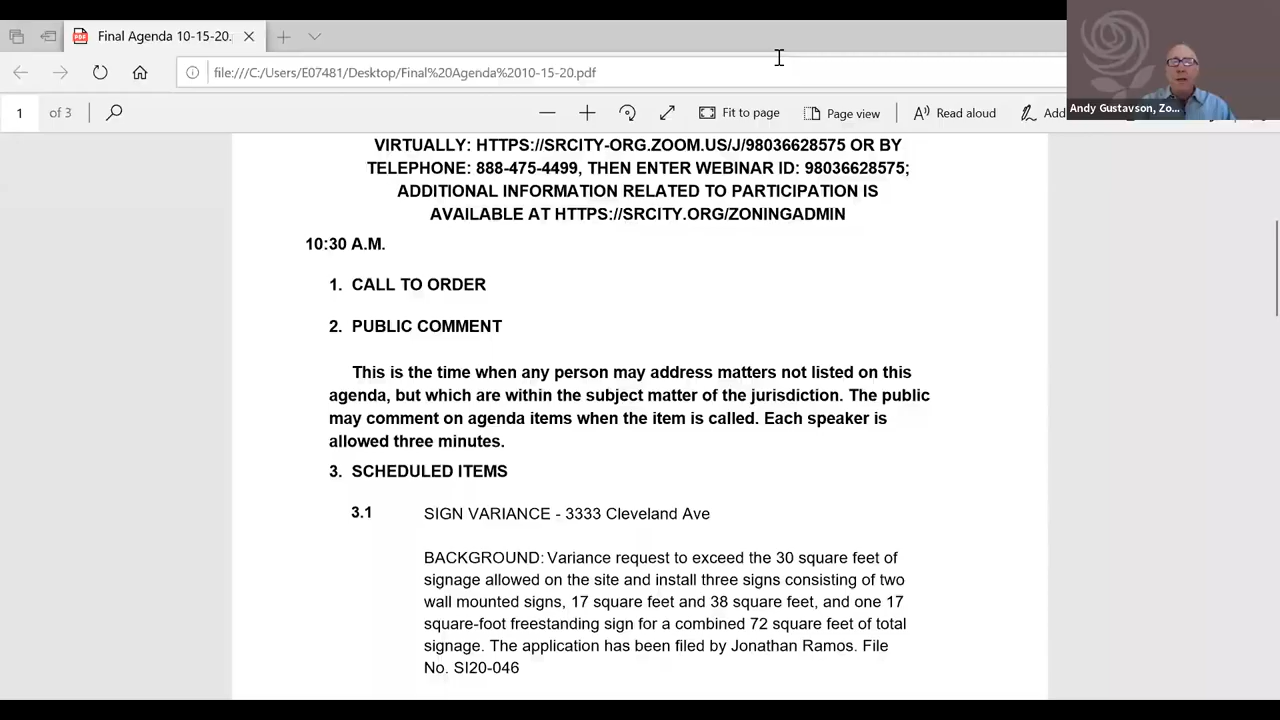 Final Agenda 10-15-20.
file:///C:/Users/E07481/Desktop/Final%20Agenda%2010-15-20.pdf
1 of 3 Fit to page Page view Read aloud Add
Andy Gustavson, Zo...
VIRTUALLY: HTTPS://SRCITY-ORG.ZOOM.US/J/98036628575 OR BY
TELEPHONE: 888-475-4499, THEN ENTER WEBINAR ID: 98036628575;
ADDITIONAL INFORMATION RELATED TO PARTICIPATION IS
AVAILABLE AT HTTPS://SRCITY.ORG/ZONINGADMIN
10:30 A.M.
1. CALL TO ORDER
2. PUBLIC COMMENT
This is the time when any person may address matters not listed on this
agenda, but which are within the subject matter of the jurisdiction. The public
may comment on agenda items when the item is called. Each speaker is
allowed three minutes.
3. SCHEDULED ITEMS
3.1 SIGN VARIANCE - 3333 Cleveland Ave
BACKGROUND: Variance request to exceed the 30 square feet of
signage allowed on the site and install three signs consisting of two
wall mounted signs, 17 square feet and 38 square feet, and one 17
square-foot freestanding sign for a combined 72 square feet of total
signage. The application has been filed by Jonathan Ramos. File
No. SI20-046